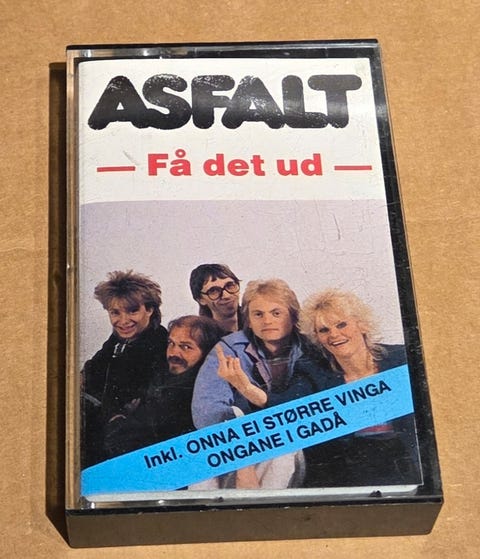 ASFALT
— Få det ud —
Inkl. ONNA EI STØRRE VINGA
ONGANE I GADÅ